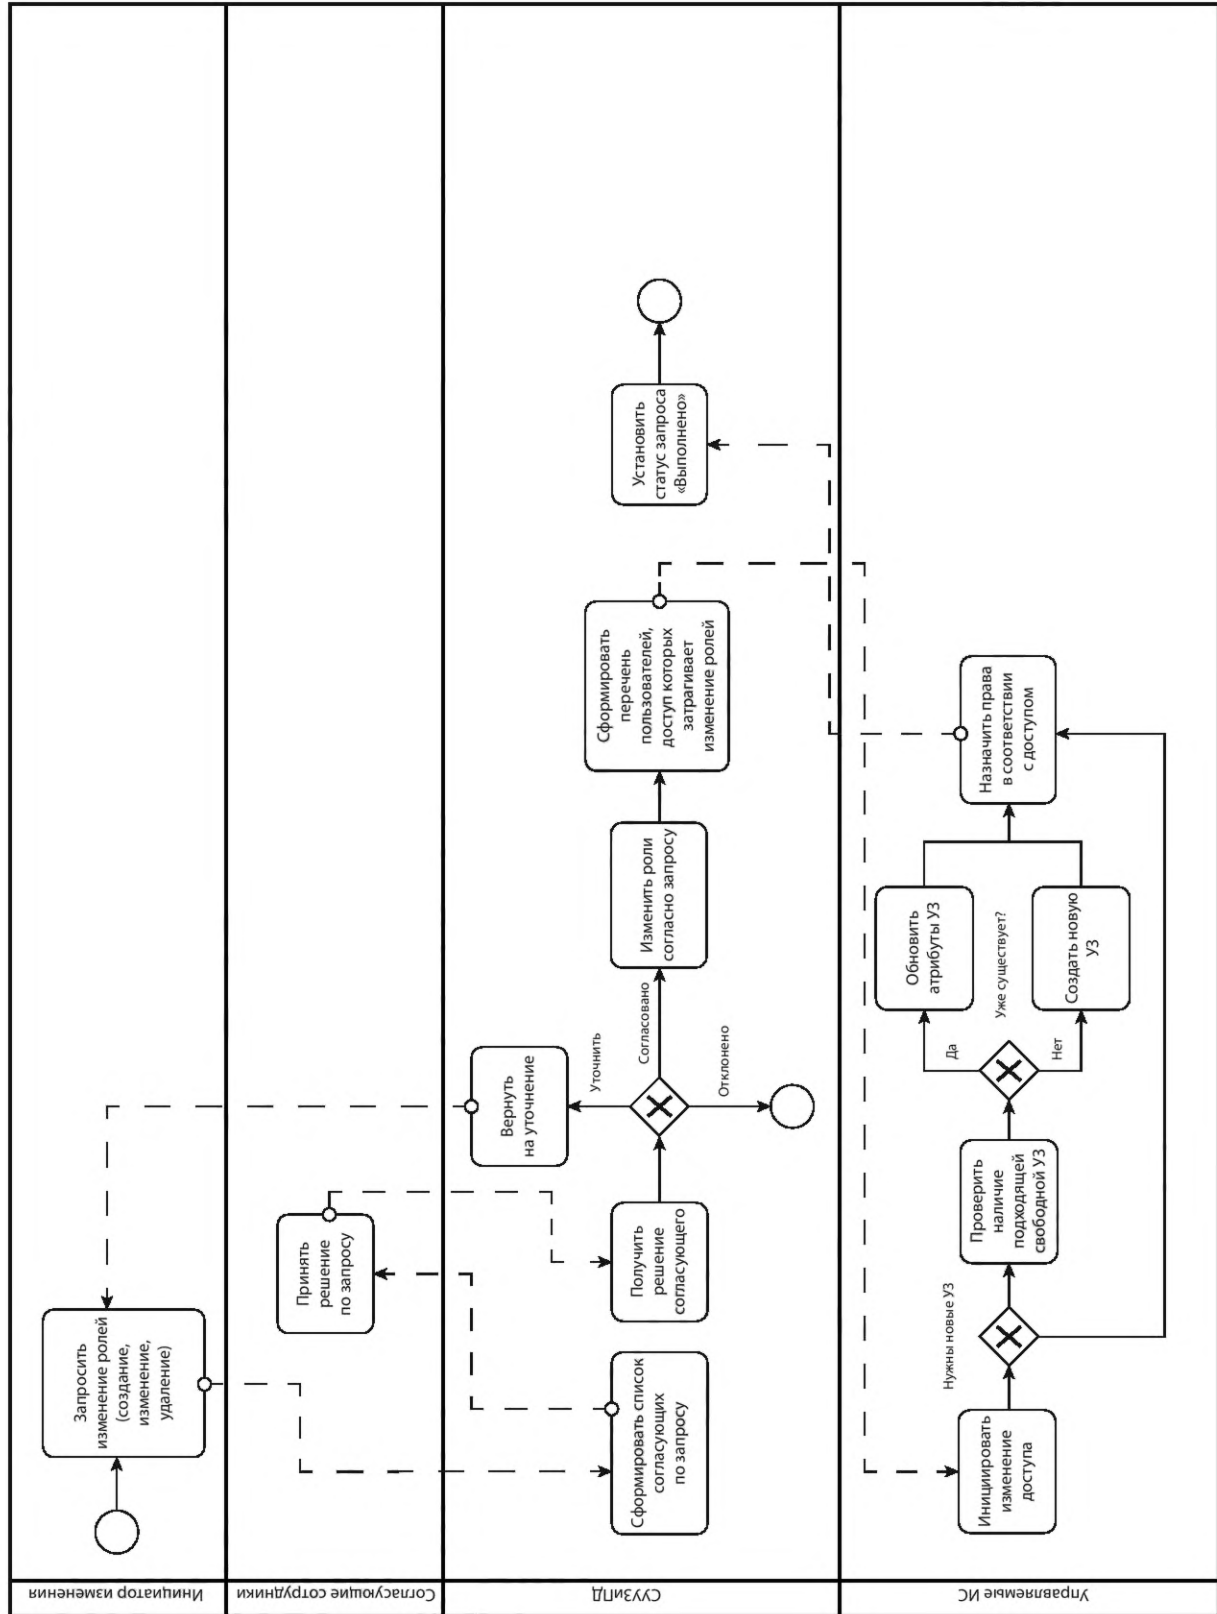 Инициатор изменения
Запросить
изменение ролей
(создание,
изменение,
удаление)
Согласующие сотрудники
Принять
решение
по запросу
СУУЗиПД
Сформировать список
согласующих
по запросу
Получить
решение
согласующего
Вернуть
на уточнение
Уточнить
Согласовано
Отклонено
Изменить роли
согласно запросу
Сформировать
перечень
пользователей,
доступ которых
затрагивает
изменение ролей
Установить
статус запроса
«Выполнено»
Управляемые ИС
Инициировать
изменение
доступа
Нужны новые УЗ
Проверить
наличие
подходящей
свободной УЗ
Да
Уже существует?
Нет
Обновить
атрибуты УЗ
Создать новую
УЗ
Назначить права
в соответствии
с доступом